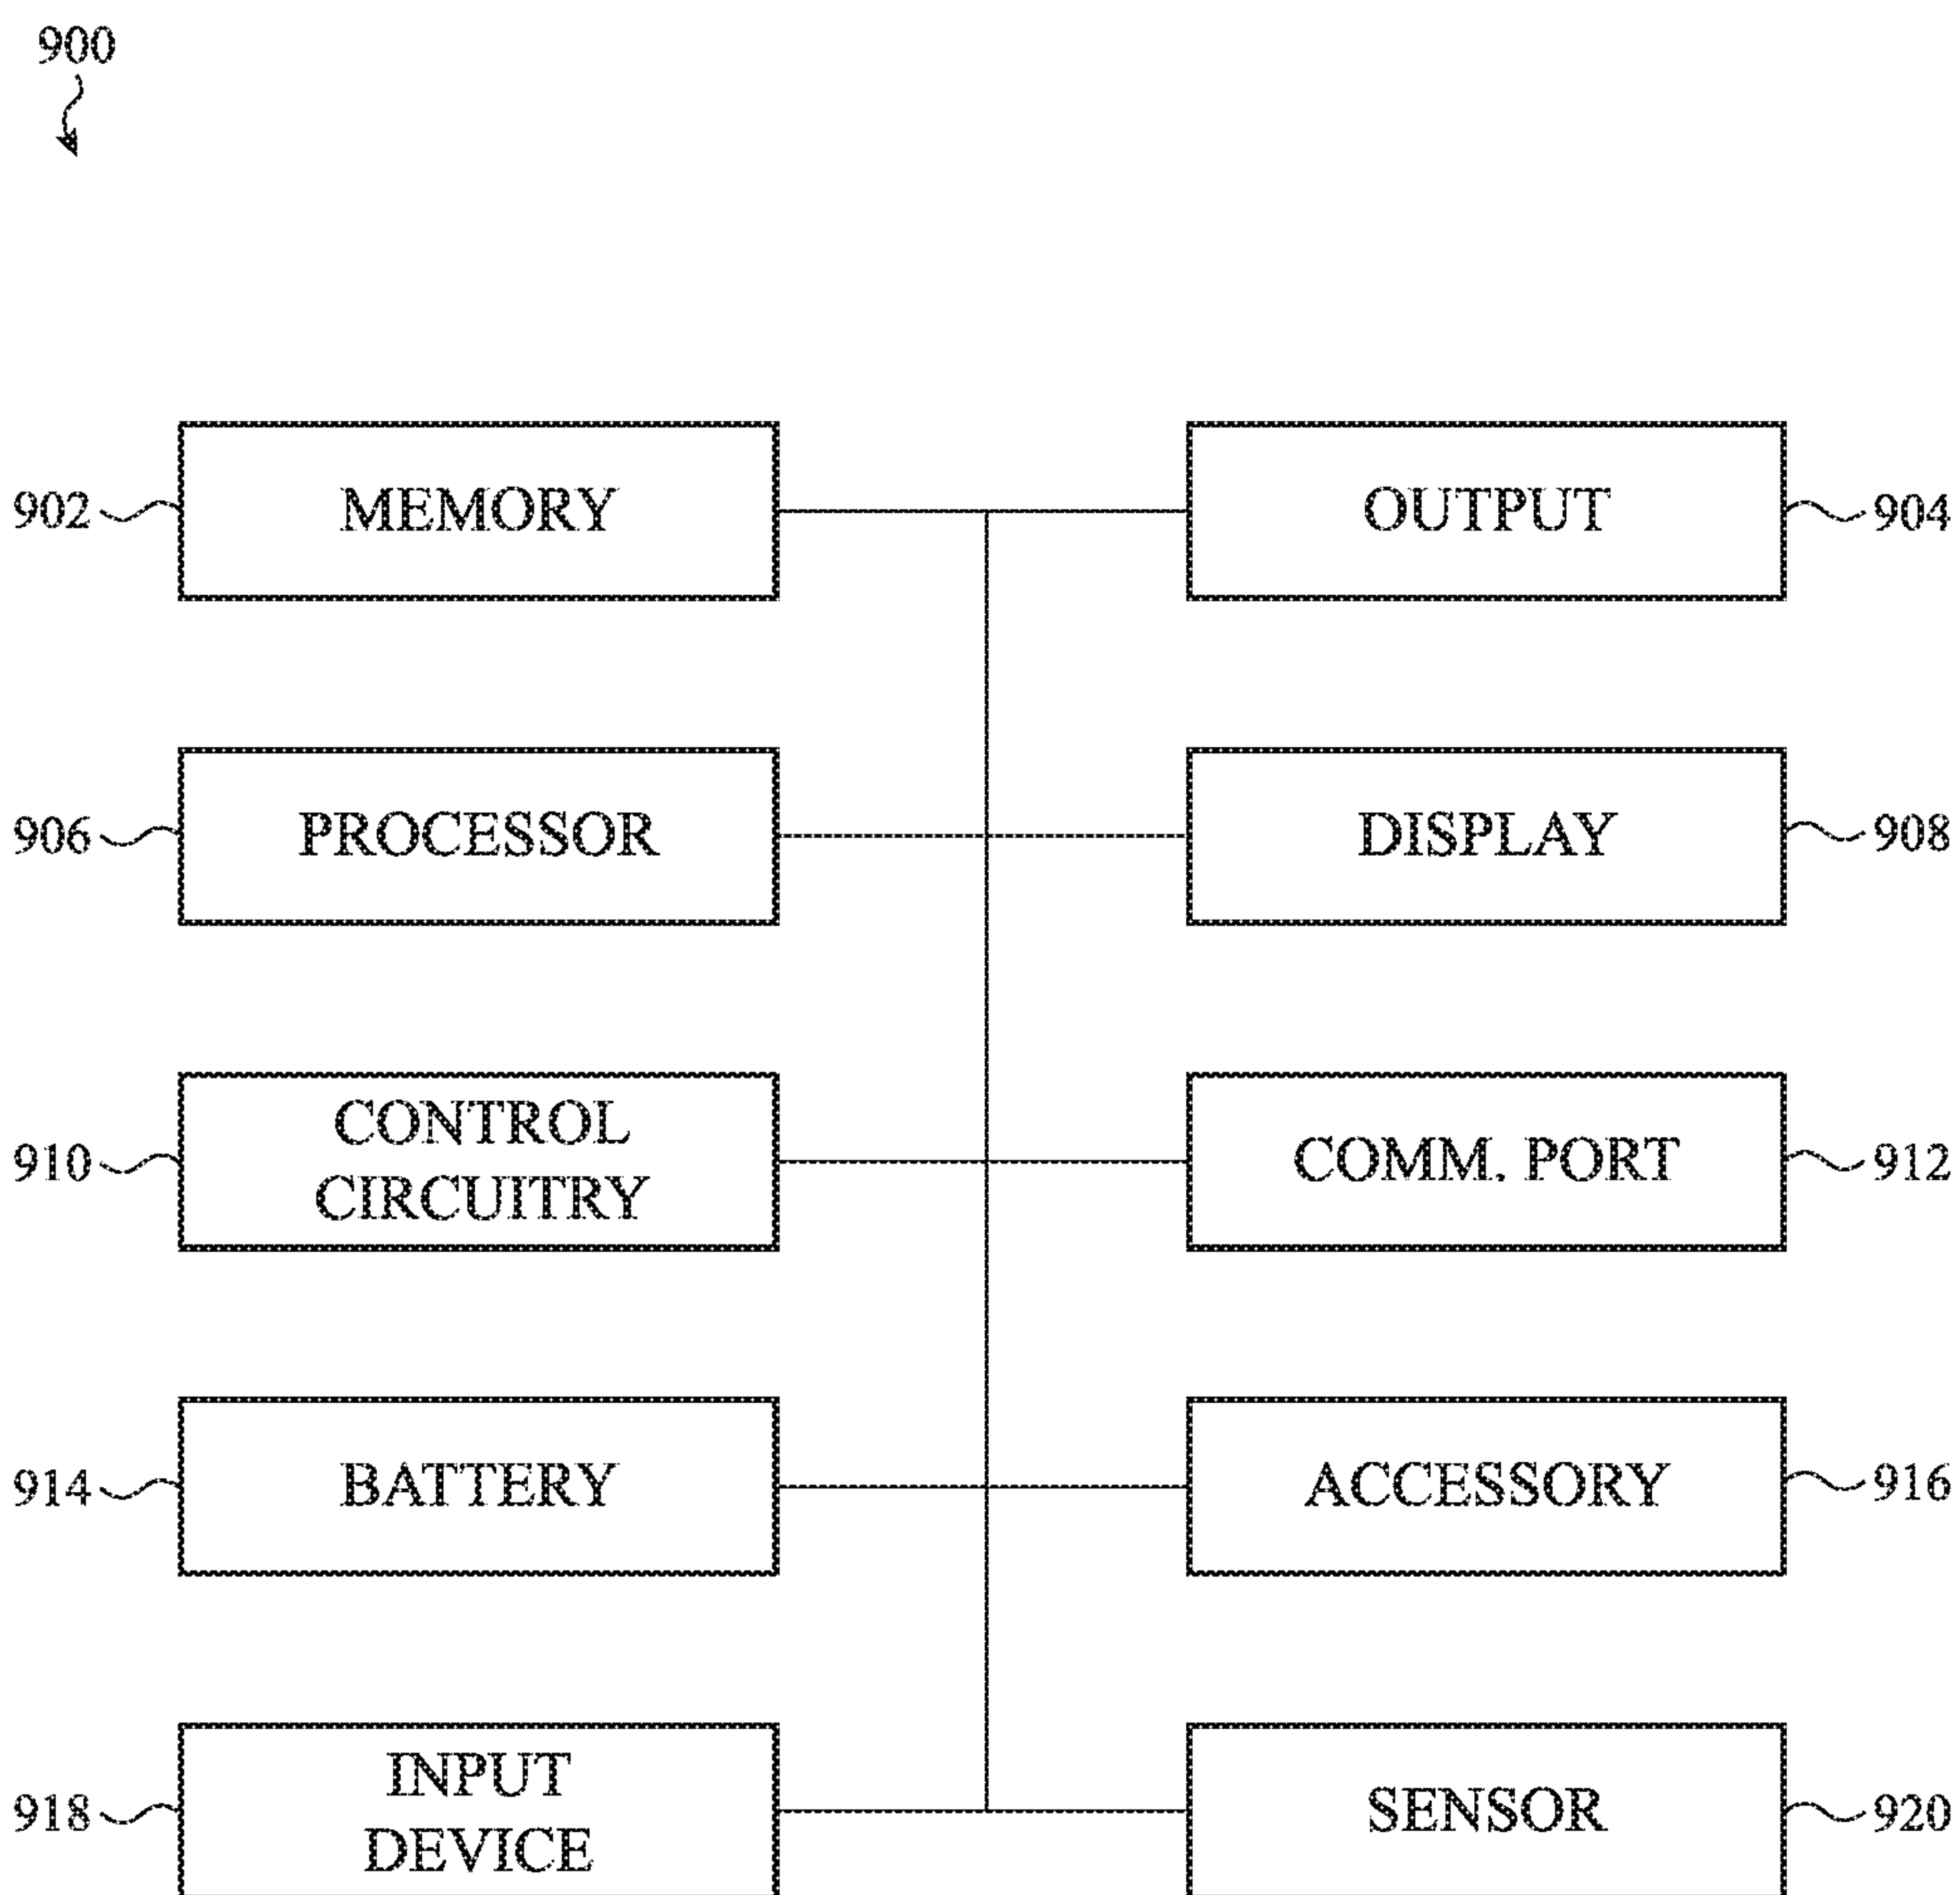 900
902 MEMORY OUTPUT 904
906 PROCESSOR DISPLAY 908
910 CONTROL CIRCUITRY COMM. PORT 912
914 BATTERY ACCESSORY 916
918 INPUT DEVICE SENSOR 920